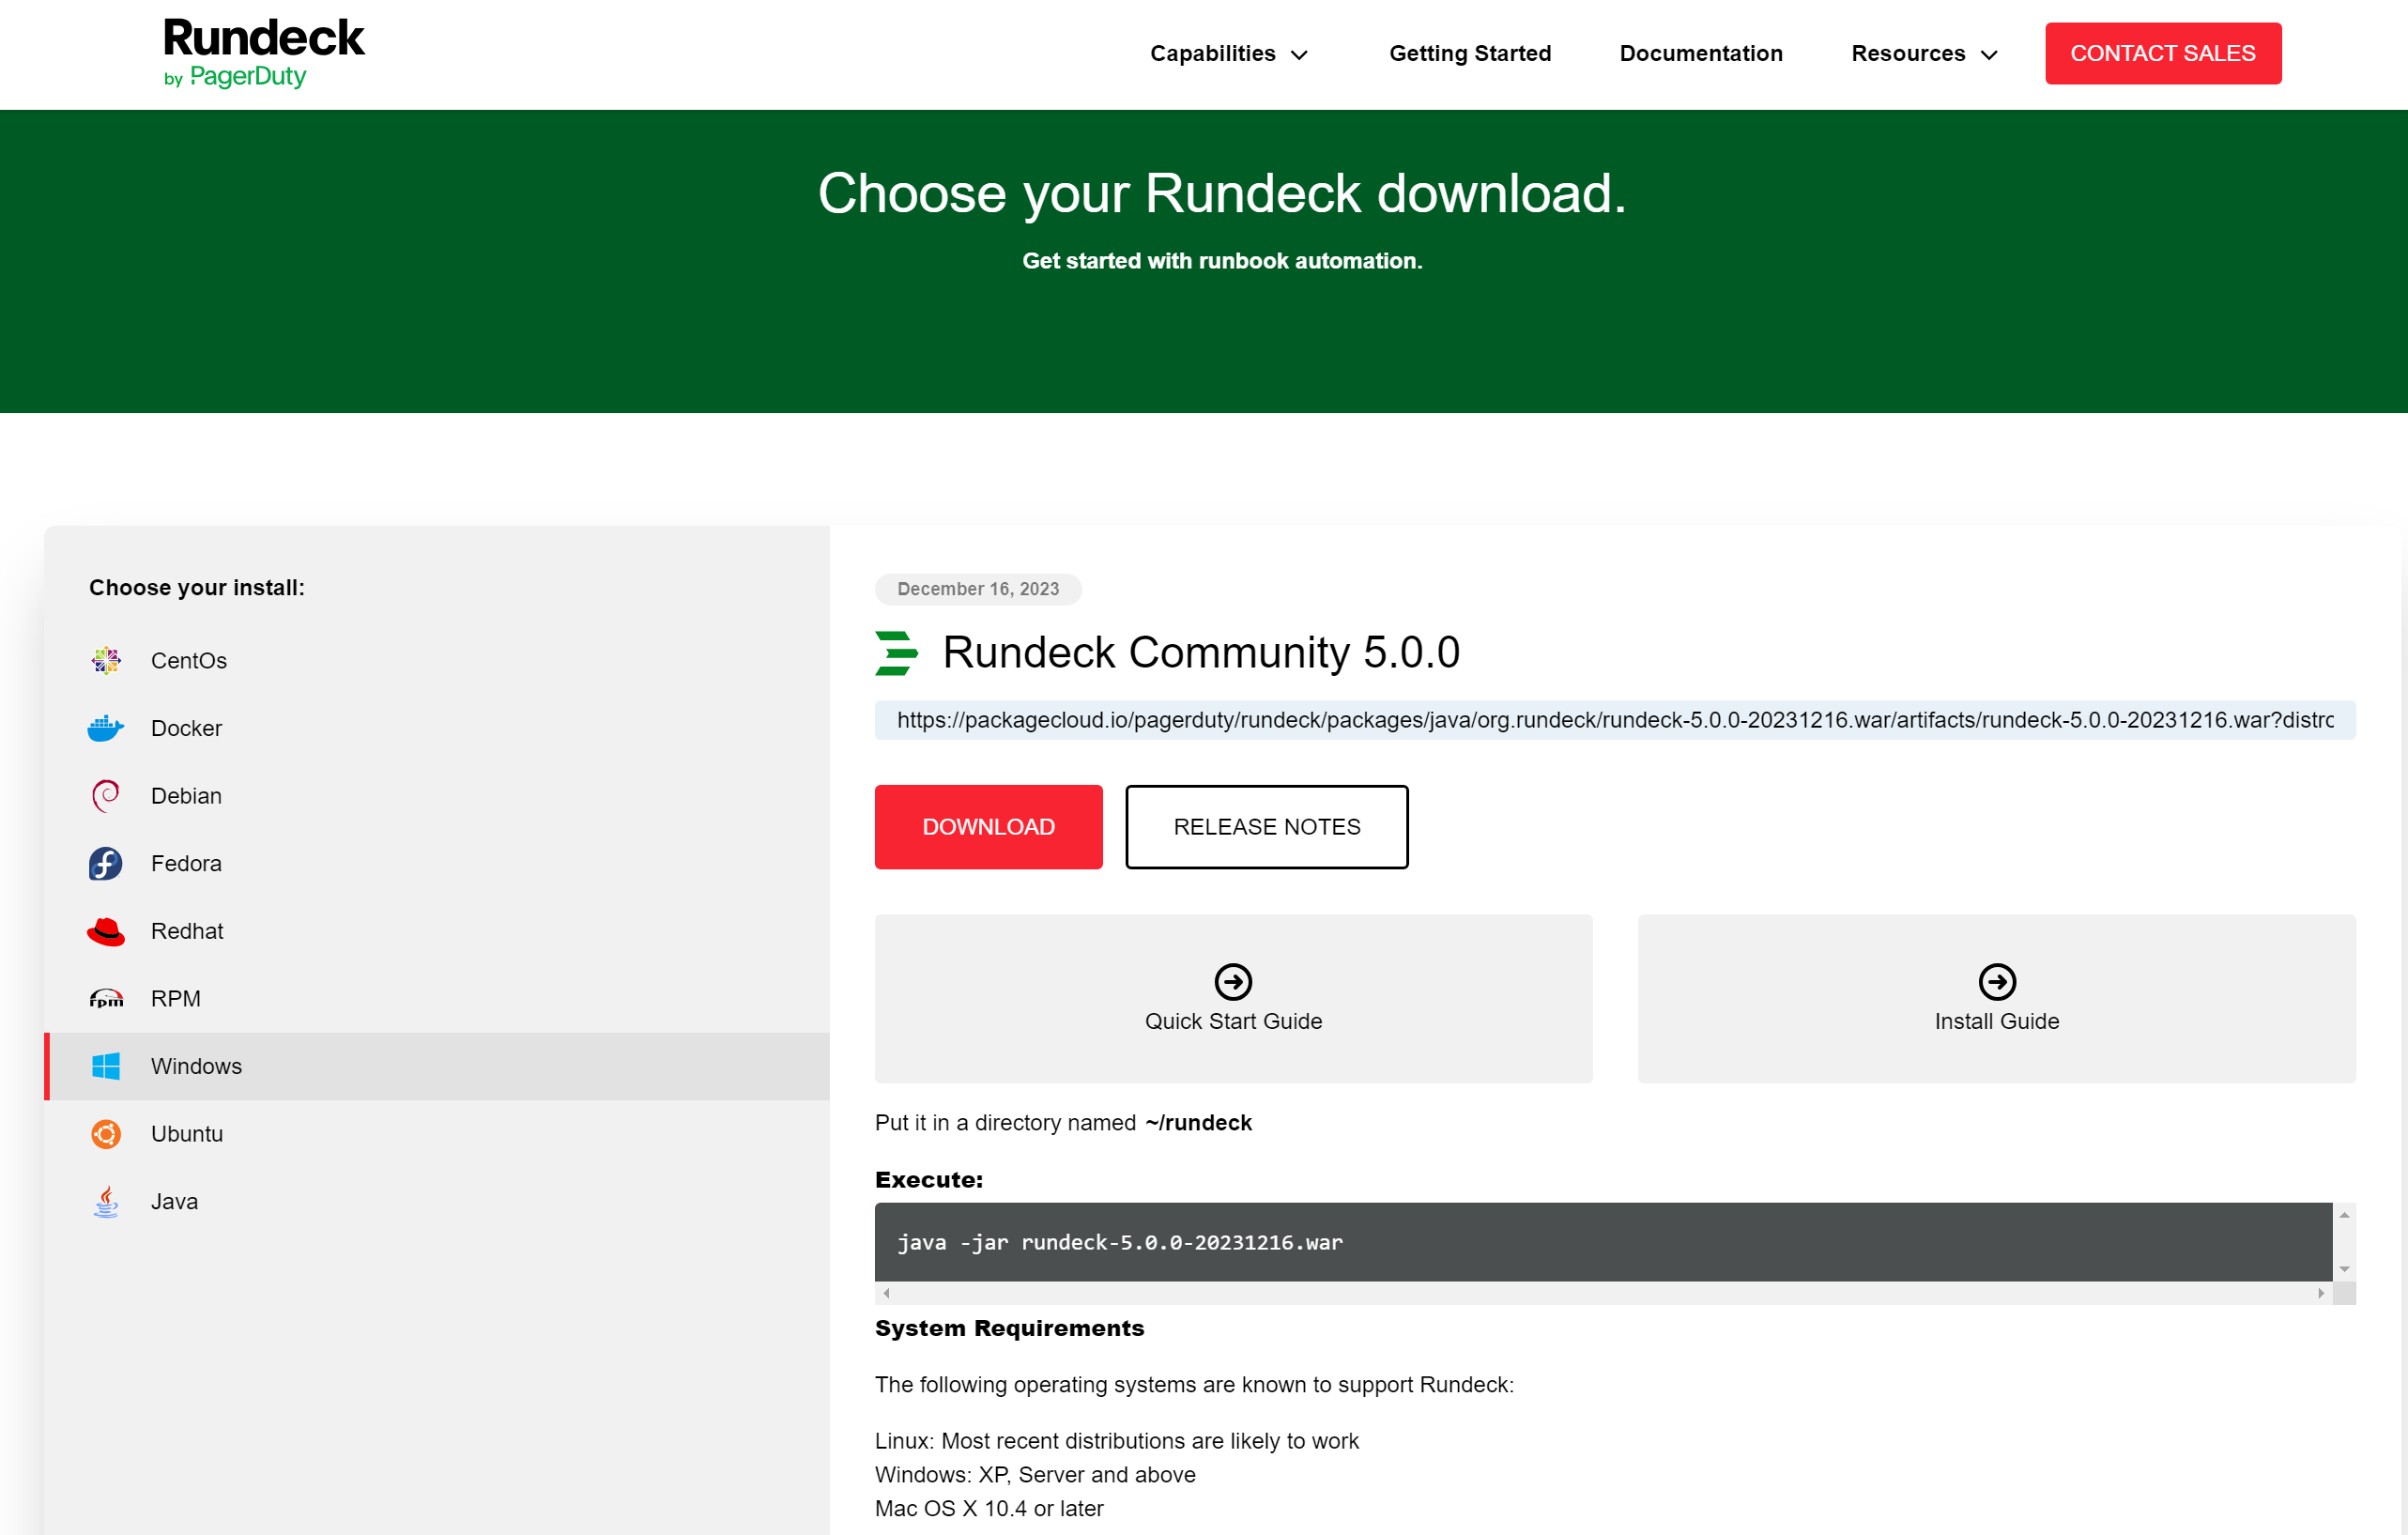 Rundeck
by PagerDuty
Capabilities
Getting Started
Documentation
Resources
CONTACT SALES
Choose your Rundeck download.
Get started with runbook automation.
Choose your install:
CentOs
Docker
Debian
Fedora
Redhat
rpm
RPM
Windows
Ubuntu
Java
December 16, 2023
Rundeck Community 5.0.0
https://packagecloud.io/pagerduty/rundeck/packages/java/org.rundeck/rundeck-5.0.0-20231216.war/artifacts/rundeck-5.0.0-20231216.war?distro
DOWNLOAD
RELEASE NOTES
Quick Start Guide
Install Guide
Put it in a directory named ~/rundeck
Execute:
java -jar rundeck-5.0.0-20231216.war
System Requirements
The following operating systems are known to support Rundeck:
Linux: Most recent distributions are likely to work
Windows: XP, Server and above
Mac OS X 10.4 or later